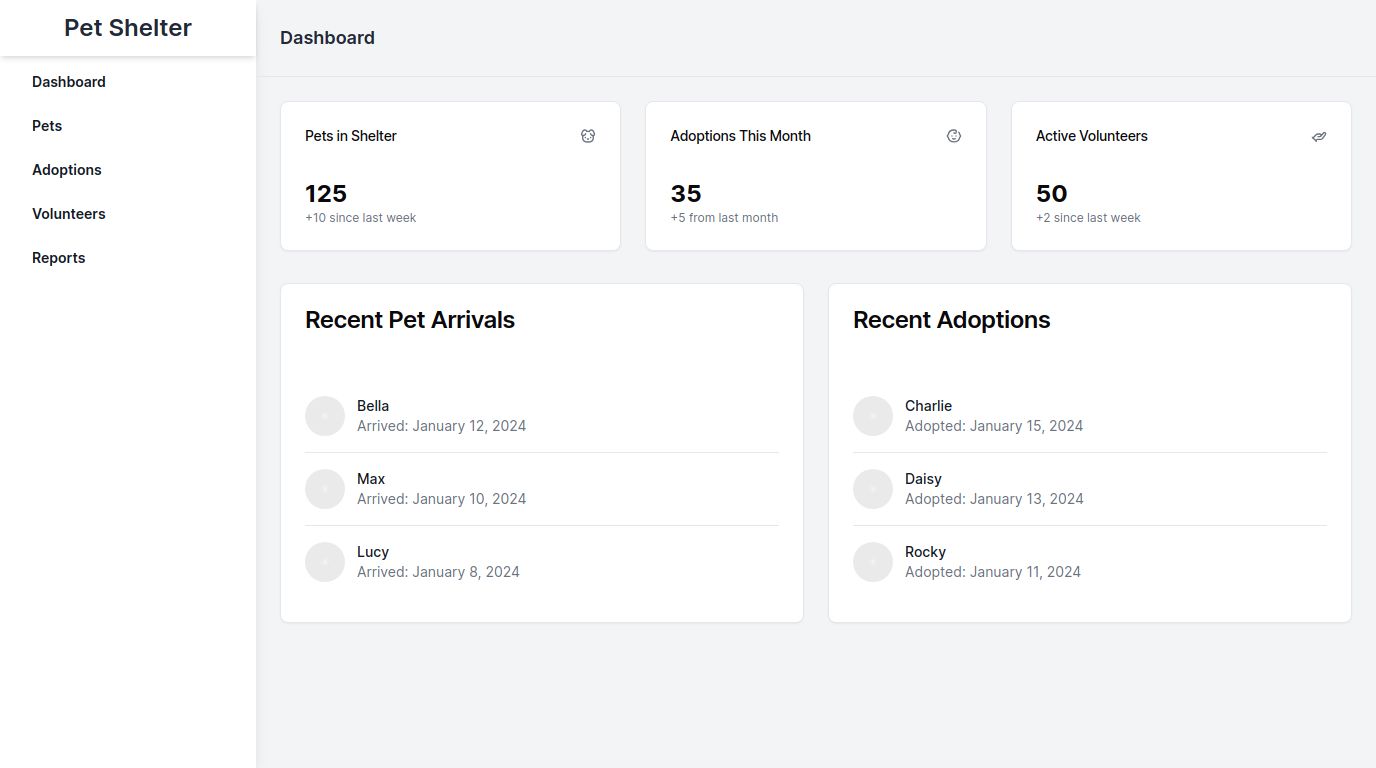 Pet Shelter
Dashboard
Pets
Adoptions
Volunteers
Reports
Dashboard
Pets in Shelter
125
+10 since last week
Adoptions This Month
35
+5 from last month
Active Volunteers
50
+2 since last week
Recent Pet Arrivals
Bella
Arrived: January 12, 2024
Max
Arrived: January 10, 2024
Lucy
Arrived: January 8, 2024
Recent Adoptions
Charlie
Adopted: January 15, 2024
Daisy
Adopted: January 13, 2024
Rocky
Adopted: January 11, 2024